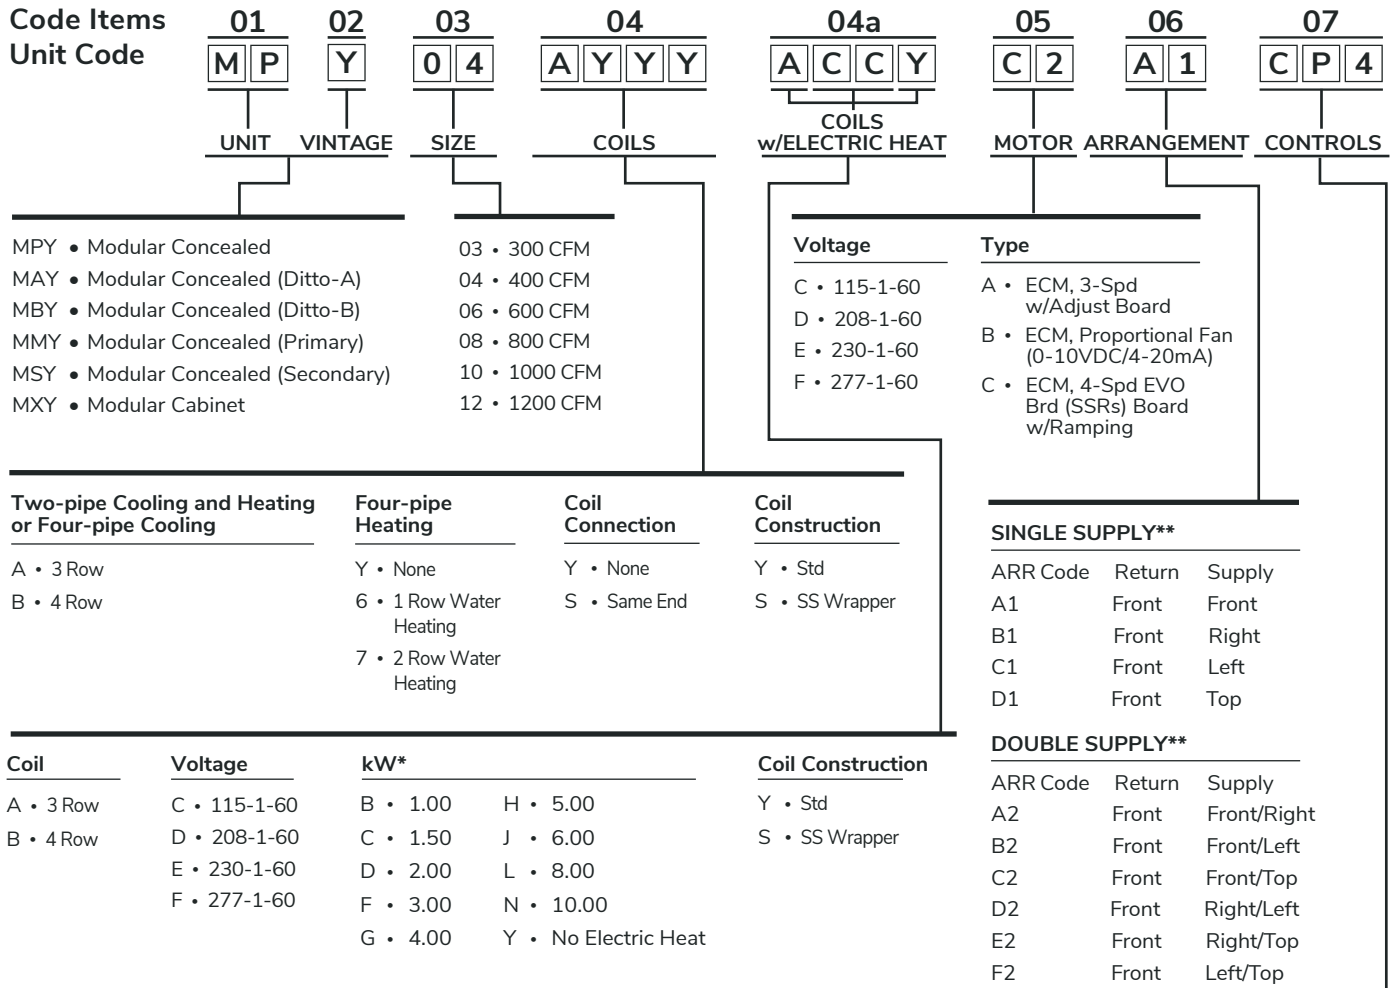 Code Items 01 02 03 04 04a 05 06 07
Unit Code M P Y 0 4 A Y Y Y A C C Y C 2 A 1 C P 4
UNIT VINTAGE SIZE COILS COILS w/ELECTRIC HEAT MOTOR ARRANGEMENT CONTROLS
MPY • Modular Concealed
MAY • Modular Concealed (Ditto-A)
MBY • Modular Concealed (Ditto-B)
MMY • Modular Concealed (Primary)
MSY • Modular Concealed (Secondary)
MXY • Modular Cabinet
03 • 300 CFM
04 • 400 CFM
06 • 600 CFM
08 • 800 CFM
10 • 1000 CFM
12 • 1200 CFM
Voltage
C • 115-1-60
D • 208-1-60
E • 230-1-60
F • 277-1-60
Type
A • ECM, 3-Spd
w/Adjust Board
B • ECM, Proportional Fan
(0-10VDC/4-20mA)
C • ECM, 4-Spd EVO
Brd (SSRs) Board
w/Ramping
Two-pipe Cooling and Heating
or Four-pipe Cooling
A • 3 Row
B • 4 Row
Four-pipe
Heating
Y • None
6 • 1 Row Water
Heating
7 • 2 Row Water
Heating
Coil
Connection
Y • None
S • Same End
Coil
Construction
Y • Std
S • SS Wrapper
SINGLE SUPPLY**
ARR Code Return Supply
A1 Front Front
B1 Front Right
C1 Front Left
D1 Front Top
DOUBLE SUPPLY**
ARR Code Return Supply
A2 Front Front/Right
B2 Front Front/Left
C2 Front Front/Top
D2 Front Right/Left
E2 Front Right/Top
F2 Front Left/Top
Coil
A • 3 Row
B • 4 Row
Voltage
C • 115-1-60
D • 208-1-60
E • 230-1-60
F • 277-1-60
kW*
B • 1.00 H • 5.00
C • 1.50 J • 6.00
D • 2.00 L • 8.00
F • 3.00 N • 10.00
G • 4.00 Y • No Electric Heat
Coil Construction
Y • Std
S • SS Wrapper